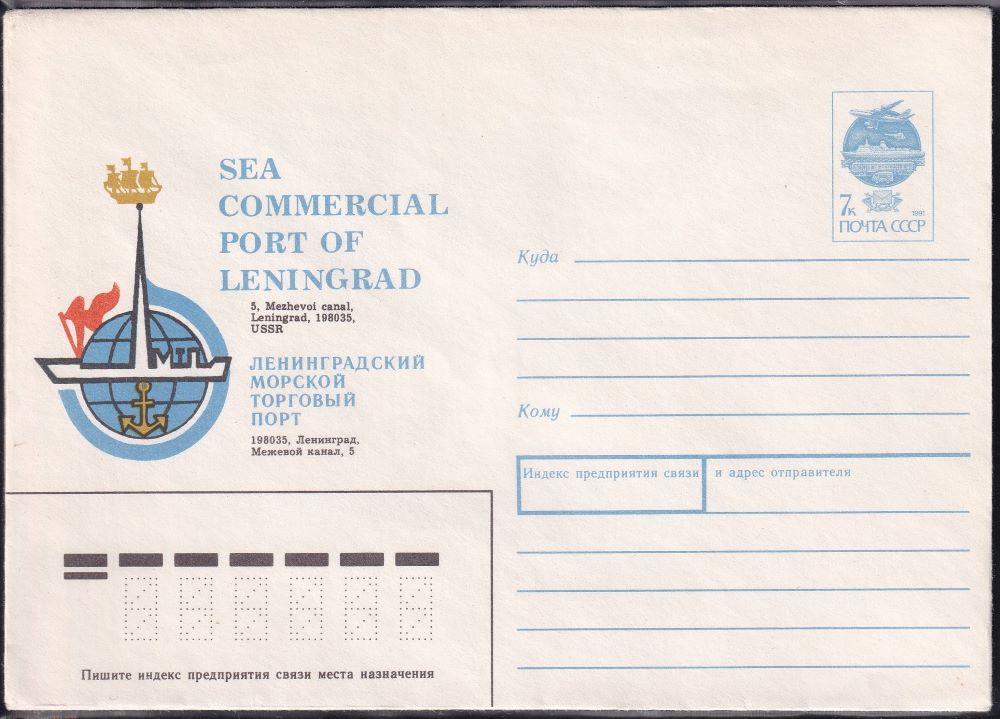 SEA
COMMERCIAL
PORT OF
LENINGRAD
5, Mezhevoi canal,
Leningrad, 198035,
USSR
МТП
ЛЕНИНГРАДСКИЙ
МОРСКОЙ
ТОРГОВЫЙ
ПОРТ
198035, Ленинград,
Межевой канал, 5
7к
1991
ПОЧТА СССР
Куда
Кому
Индекс предприятия связи и адрес отправителя
Пишите индекс предприятия связи места назначения